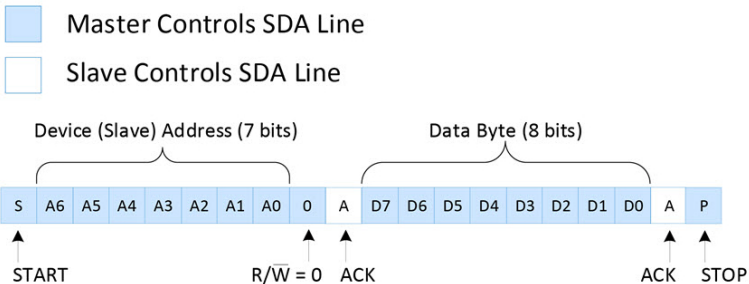 Master Controls SDA Line
Slave Controls SDA Line
Device (Slave) Address (7 bits) Data Byte (8 bits)
S A6 A5 A4 A3 A2 A1 A0 0 A D7 D6 D5 D4 D3 D2 D1 D0 A P
START R/W̅ = 0 ACK ACK STOP